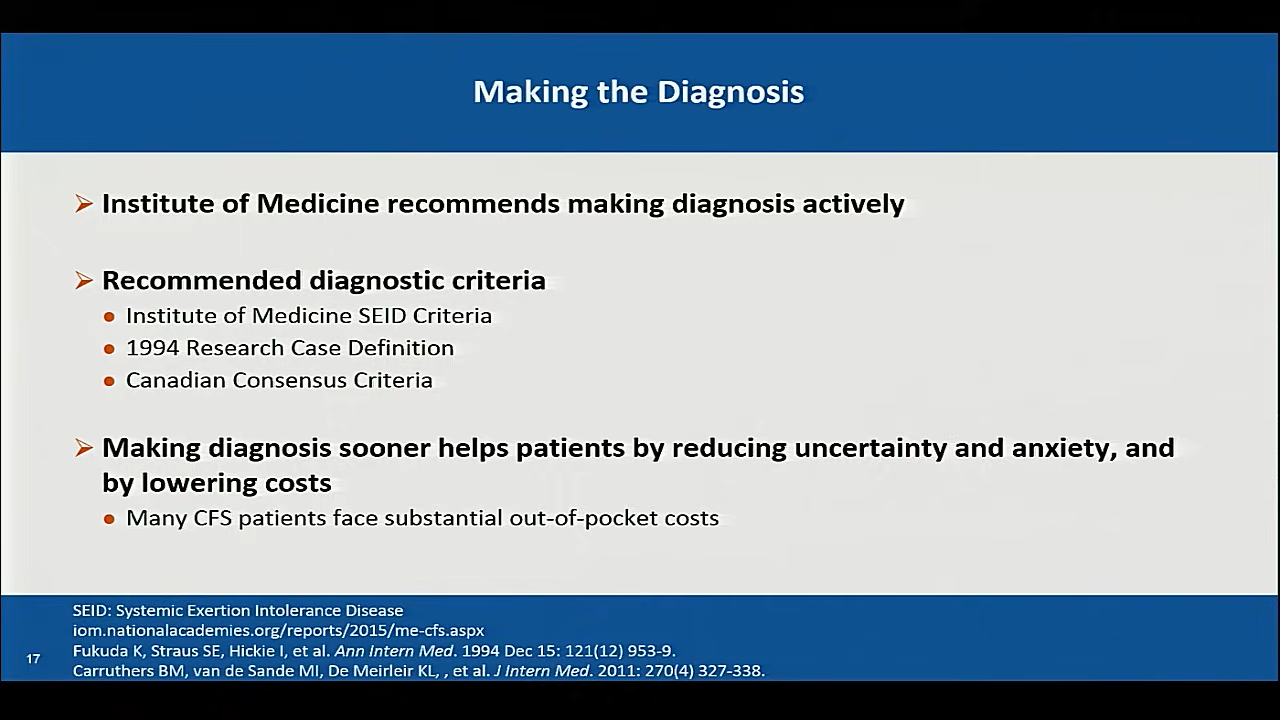 Making the Diagnosis
Institute of Medicine recommends making diagnosis actively
Recommended diagnostic criteria
Institute of Medicine SEID Criteria
1994 Research Case Definition
Canadian Consensus Criteria
Making diagnosis sooner helps patients by reducing uncertainty and anxiety, and
by lowering costs
Many CFS patients face substantial out-of-pocket costs
SEID: Systemic Exertion Intolerance Disease
iom.nationalacademies.org/reports/2015/me-cfs.aspx
Fukuda K, Straus SE, Hickie I, et al. Ann Intern Med. 1994 Dec 15: 121(12) 953-9.
Carruthers BM, van de Sande MI, De Meirleir KL, , et al. J Intern Med. 2011: 270(4) 327-338.
17